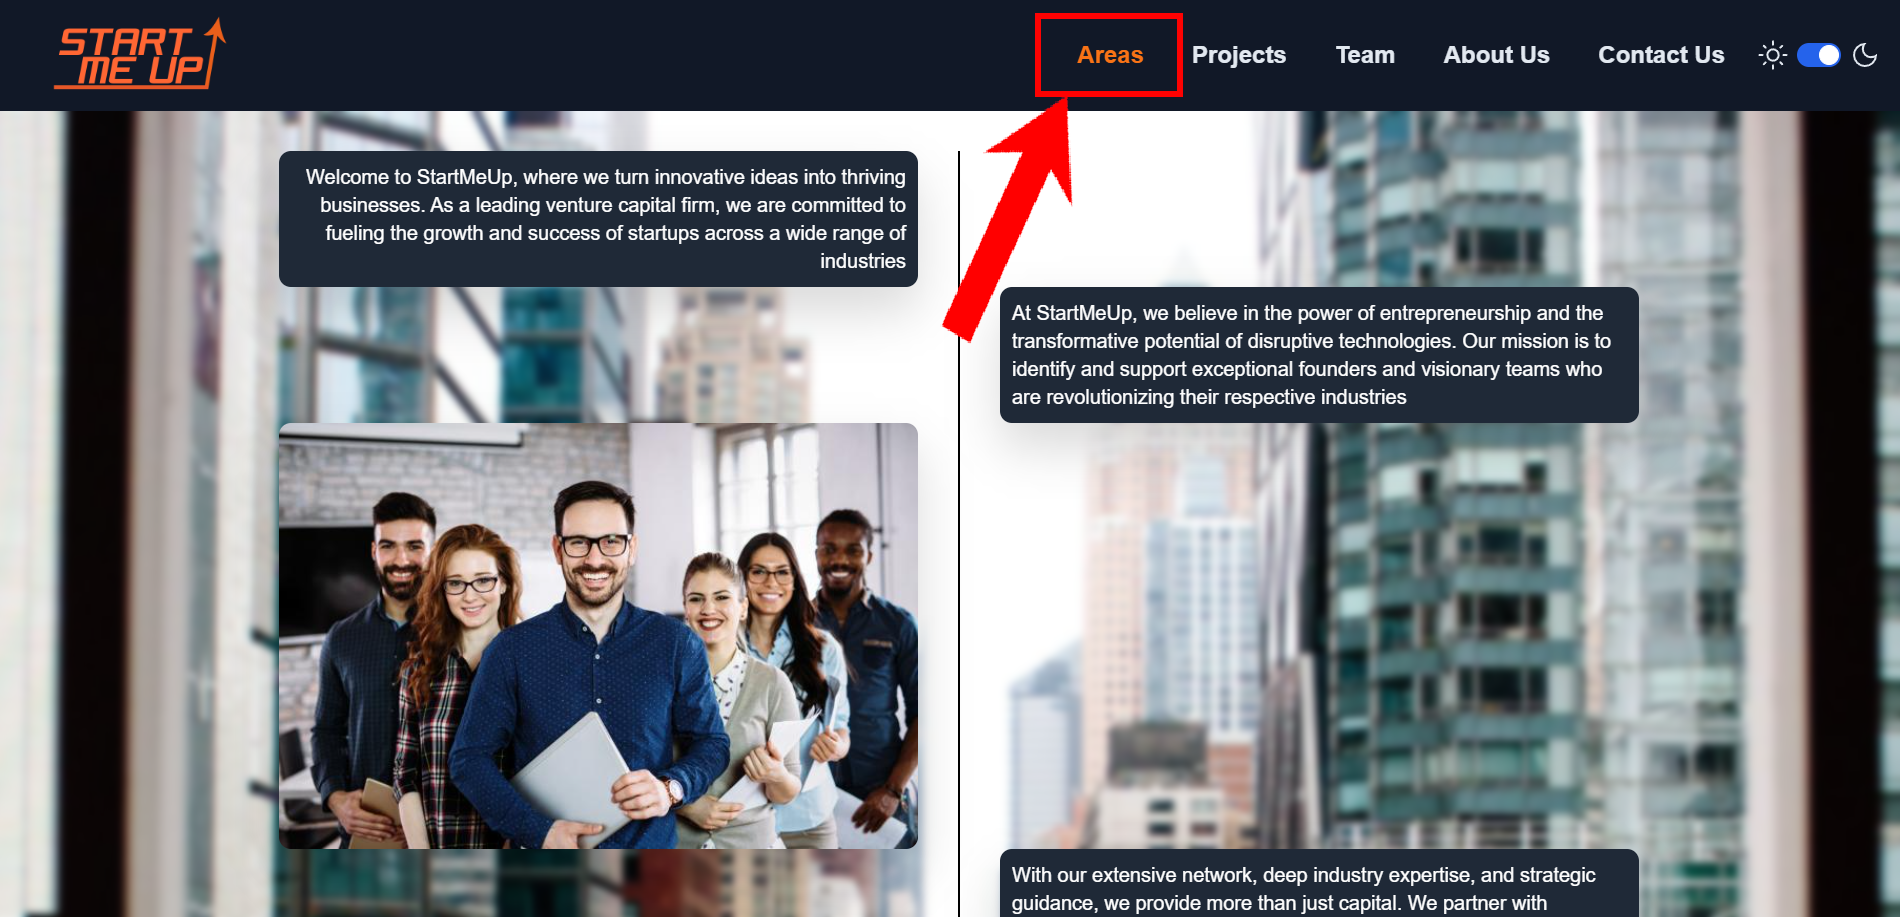 START
ME UP
Areas
Projects
Team
About Us
Contact Us
Welcome to StartMeUp, where we turn innovative ideas into thriving
businesses. As a leading venture capital firm, we are committed to
fueling the growth and success of startups across a wide range of
industries
At StartMeUp, we believe in the power of entrepreneurship and the
transformative potential of disruptive technologies. Our mission is to
identify and support exceptional founders and visionary teams who
are revolutionizing their respective industries
With our extensive network, deep industry expertise, and strategic
guidance, we provide more than just capital. We partner with